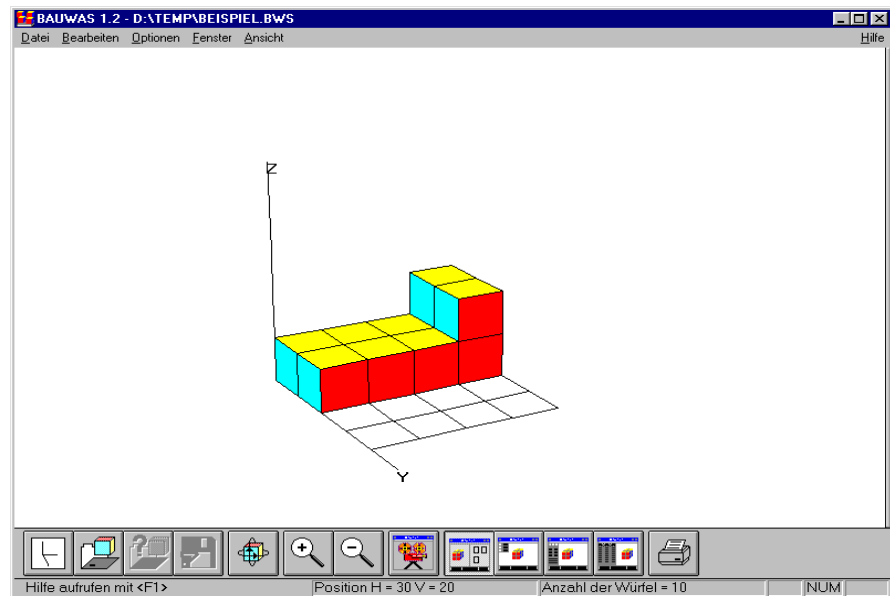 BAUWAS 1.2 - D:\TEMP\BEISPIEL.BWS
Datei Bearbeiten Optionen Fenster Ansicht Hilfe
Z
Y
Hilfe aufrufen mit <F1> Position H = 30 V = 20 Anzahl der Würfel = 10 NUM